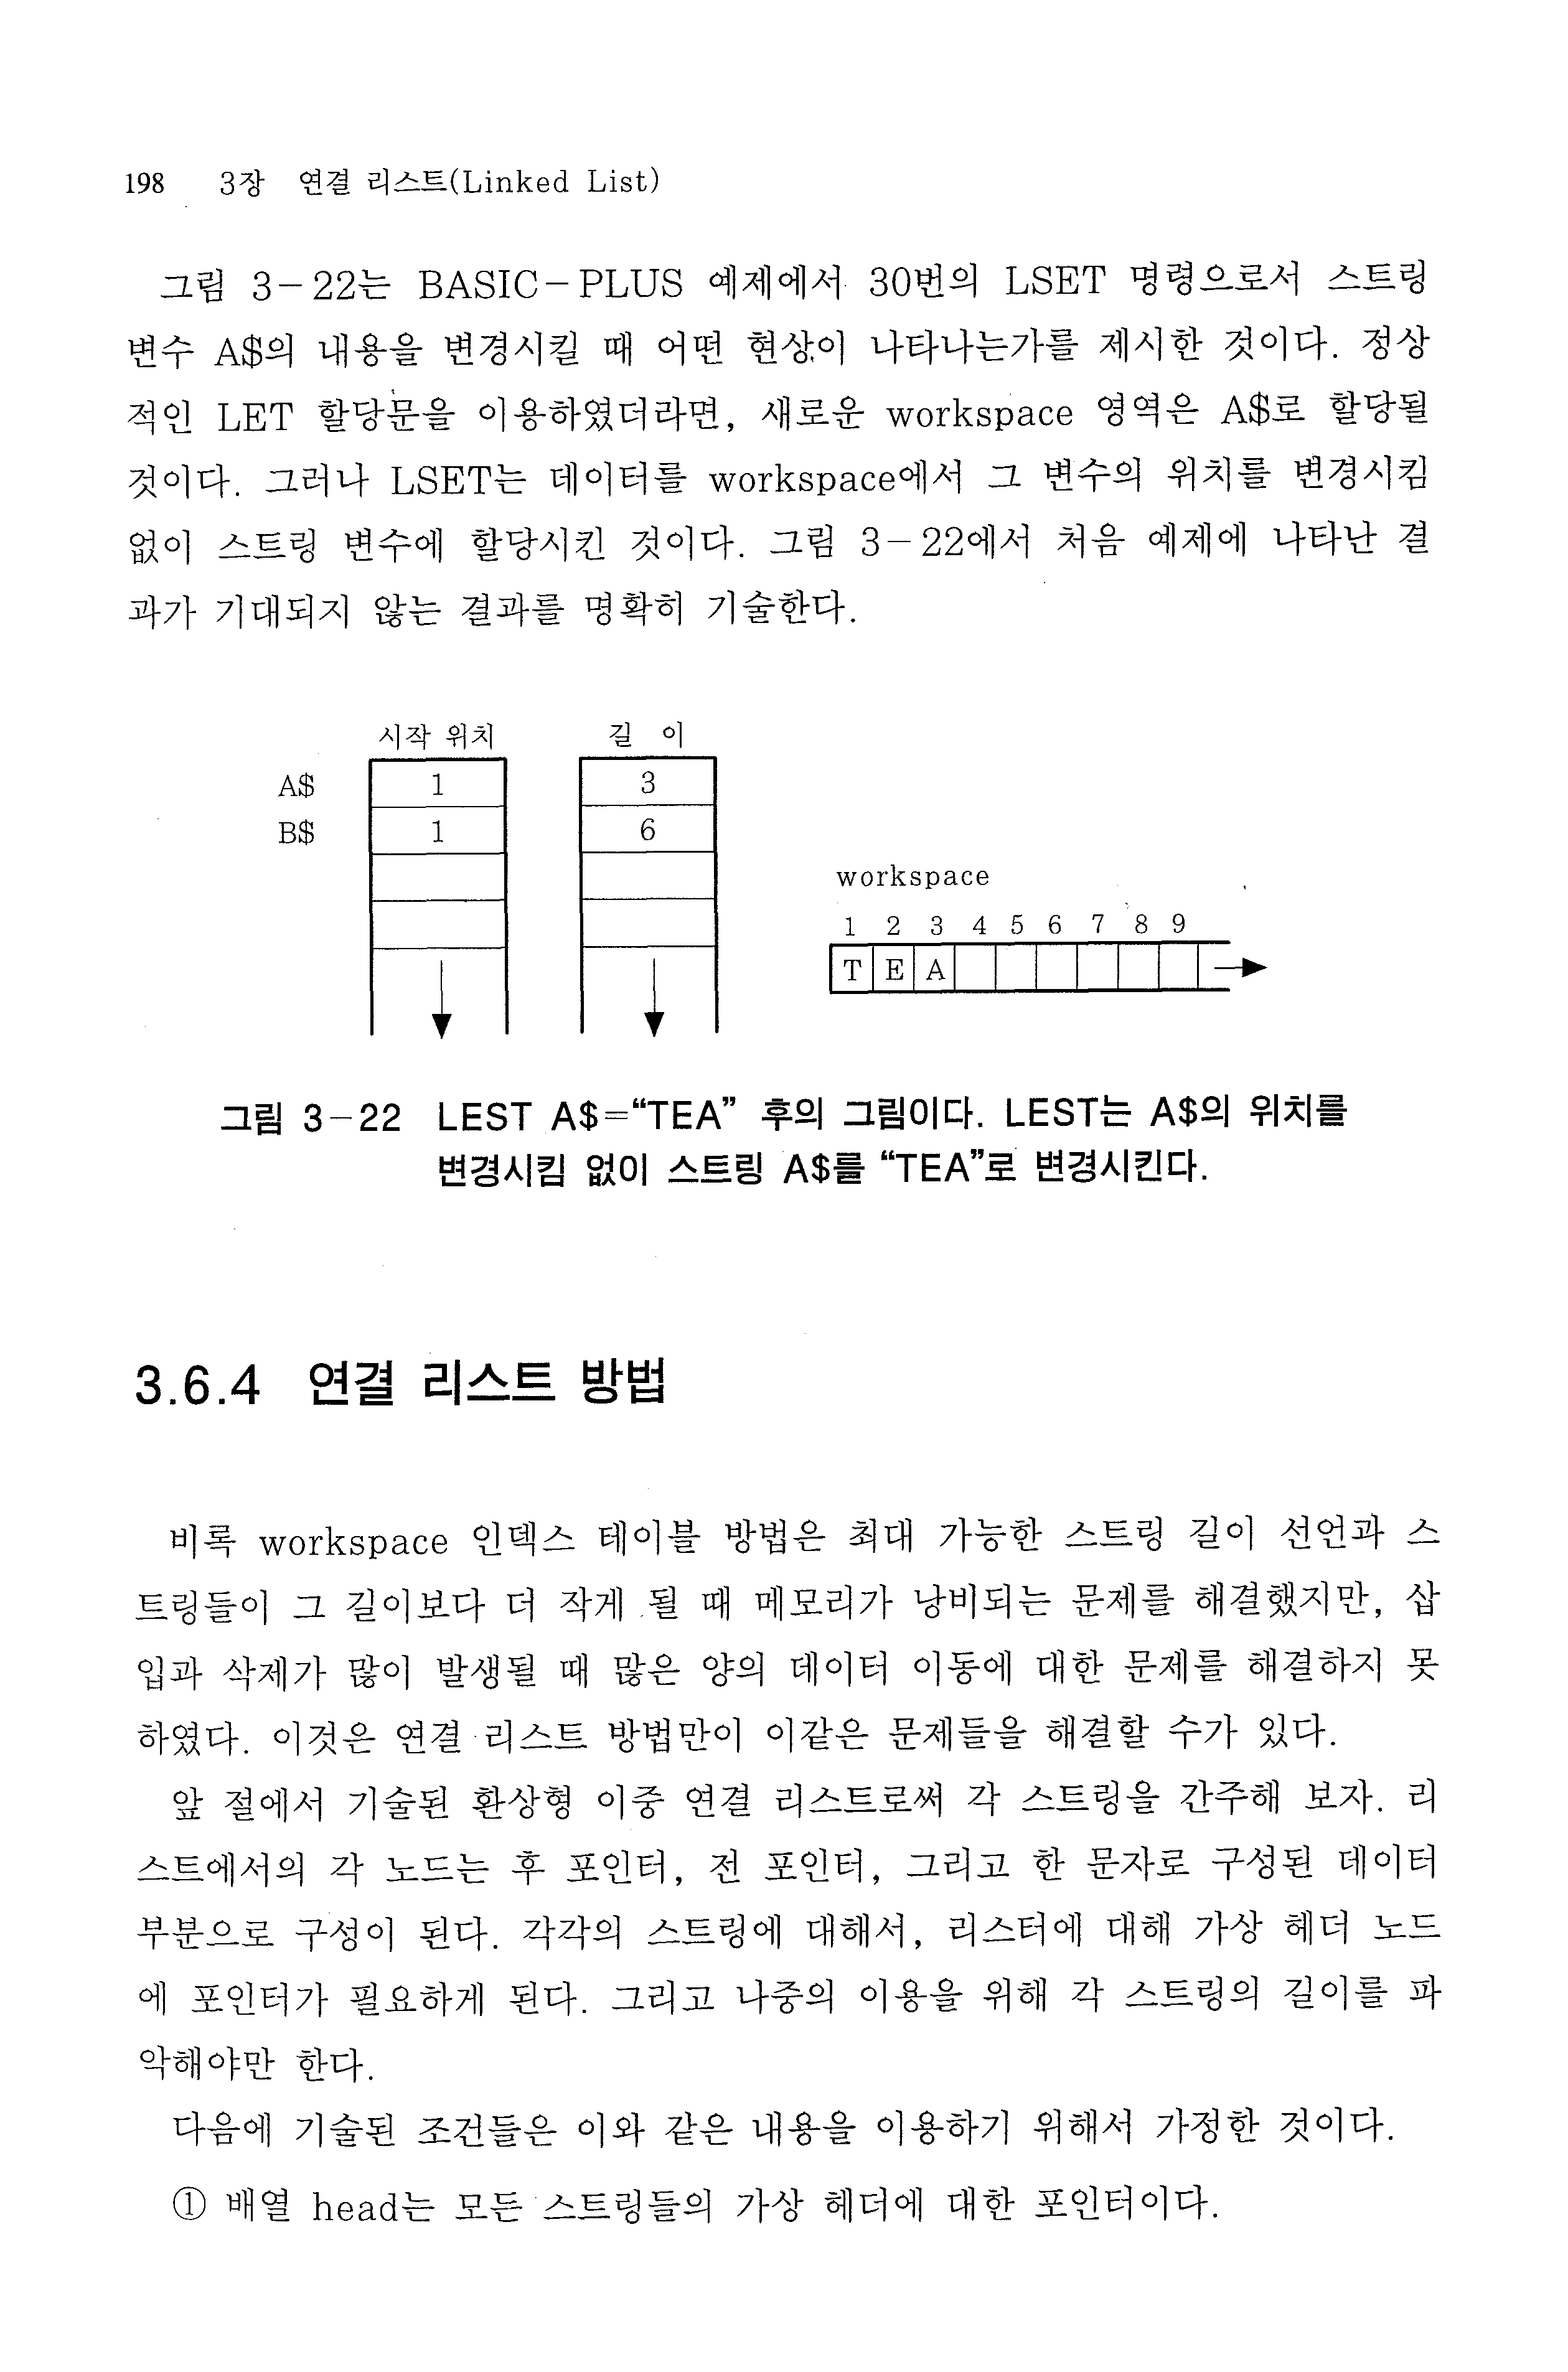 198 3장 연결 리스트(Linked List)
그림 3－22는 BASIC－PLUS 예제에서 30번의 LSET 명령으로서 스트링
변수 A$의 내용을 변경시킬 때 어떤 현상이 나타나는가를 제시한 것이다. 정상
적인 LET 할당문을 이용하였더라면, 새로운 workspace 영역은 A$로 할당될
것이다. 그러나 LSET는 데이터를 workspace에서 그 변수의 위치를 변경시킴
없이 스트링 변수에 할당시킨 것이다. 그림 3－22에서 처음 예제에 나타난 결
과가 기대되지 않는 결과를 명확히 기술한다.
시작 위치 길 이
A$ 1 3
B$ 1 6
workspace
1 2 3 4 5 6 7 8 9
T E A
그림 3－22 LEST A$=“TEA” 후의 그림이다. LEST는 A$의 위치를
변경시킴 없이 스트링 A$를 “TEA”로 변경시킨다.
3.6.4 연결 리스트 방법
비록 workspace 인덱스 테이블 방법은 최대 가능한 스트링 길이 선언과 스
트링들이 그 길이보다 더 작게 될 때 메모리가 낭비되는 문제를 해결했지만, 삽
입과 삭제가 많이 발생될 때 많은 양의 데이터 이동에 대한 문제를 해결하지 못
하였다. 이것은 연결 리스트 방법만이 이같은 문제들을 해결할 수가 있다.
앞 절에서 기술된 환상형 이중 연결 리스트로써 각 스트링을 간주해 보자. 리
스트에서의 각 노드는 후 포인터, 전 포인터, 그리고 한 문자로 구성된 데이터
부분으로 구성이 된다. 각각의 스트링에 대해서, 리스터에 대해 가상 헤더 노드
에 포인터가 필요하게 된다. 그리고 나중의 이용을 위해 각 스트링의 길이를 파
악해야만 한다.
다음에 기술된 조건들은 이와 같은 내용을 이용하기 위해서 가정한 것이다.
① 배열 head는 모든 스트링들의 가상 헤더에 대한 포인터이다.